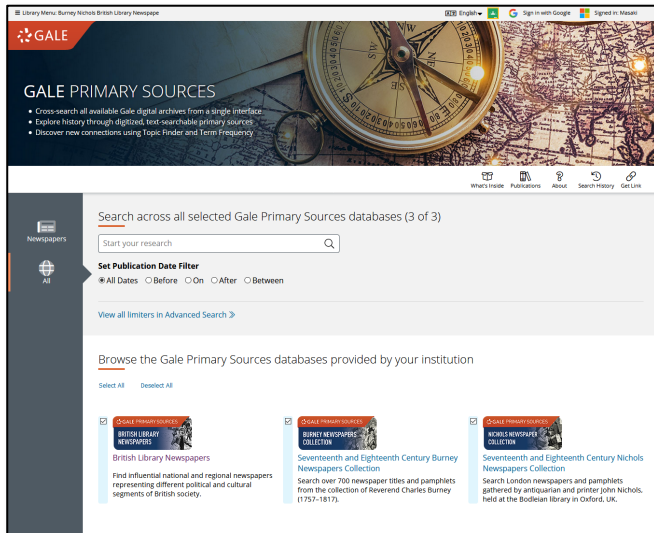 ☰ Library Menu: Burney Nichols British Library Newspape
English
Sign in with Google
Signed in: Masaki
GALE
GALE PRIMARY SOURCES
• Cross-search all available Gale digital archives from a single interface
• Explore history through digitized, text-searchable primary sources
• Discover new connections using Topic Finder and Term Frequency
What's Inside
Publications
About
Search History
Get Link
Newspapers
All
Search across all selected Gale Primary Sources databases (3 of 3)
Start your research
Set Publication Date Filter
All Dates Before On After Between
View all limiters in Advanced Search »
Browse the Gale Primary Sources databases provided by your institution
Select All Deselect All
GALE PRIMARY SOURCES
BRITISH LIBRARY
NEWSPAPERS
British Library Newspapers
Find influential national and regional newspapers
representing different political and cultural
segments of British society.
GALE PRIMARY SOURCES
BURNEY NEWSPAPERS
COLLECTION
Seventeenth and Eighteenth Century Burney
Newspapers Collection
Search over 700 newspaper titles and pamphlets
from the collection of Reverend Charles Burney
(1757–1817).
GALE PRIMARY SOURCES
NICHOLS NEWSPAPER
COLLECTION
Seventeenth and Eighteenth Century Nichols
Newspapers Collection
Search London newspapers and pamphlets
gathered by antiquarian and printer John Nichols,
held at the Bodleian library in Oxford, UK.